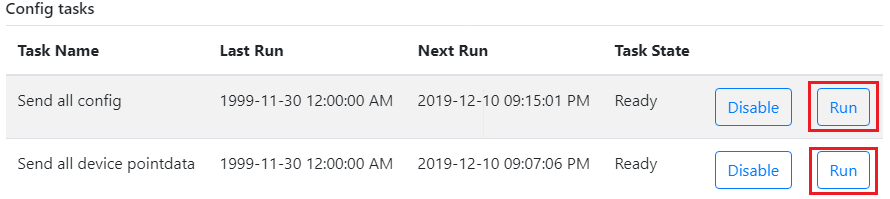 Config tasks
Task Name Last Run Next Run Task State
Send all config 1999-11-30 12:00:00 AM 2019-12-10 09:15:01 PM Ready Disable Run
Send all device pointdata 1999-11-30 12:00:00 AM 2019-12-10 09:07:06 PM Ready Disable Run